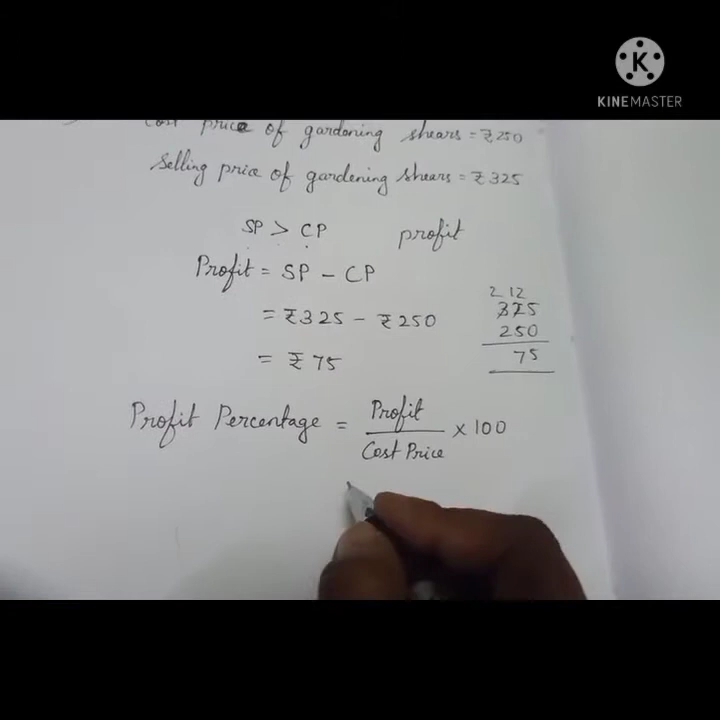 KINEMASTER
Cost price of gardening shears = ₹250
Selling price of gardening shears = ₹325
SP > CP profit
Profit = SP - CP
= ₹325 - ₹250
= ₹75
2 12
325
250
75
Profit Percentage = Profit / Cost Price × 100